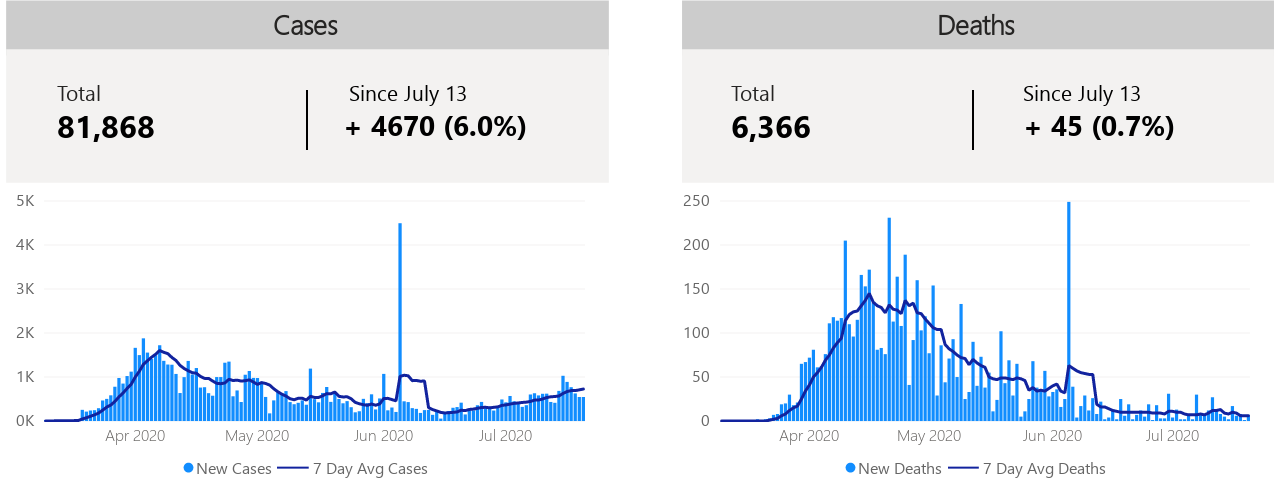 Cases
Total
81,868
Since July 13
+ 4670 (6.0%)
5K
4K
3K
2K
1K
0K
Apr 2020 May 2020 Jun 2020 Jul 2020
New Cases 7 Day Avg Cases
Deaths
Total
6,366
Since July 13
+ 45 (0.7%)
250
200
150
100
50
0
Apr 2020 May 2020 Jun 2020 Jul 2020
New Deaths 7 Day Avg Deaths